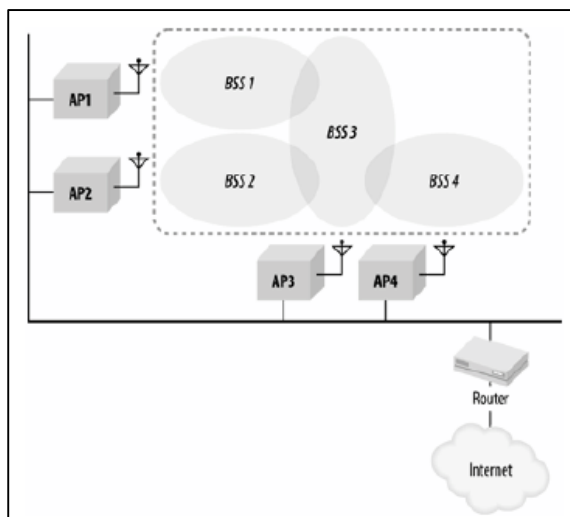 AP1
BSS 1
BSS 3
AP2
BSS 2
BSS 4
AP3
AP4
Router
Internet